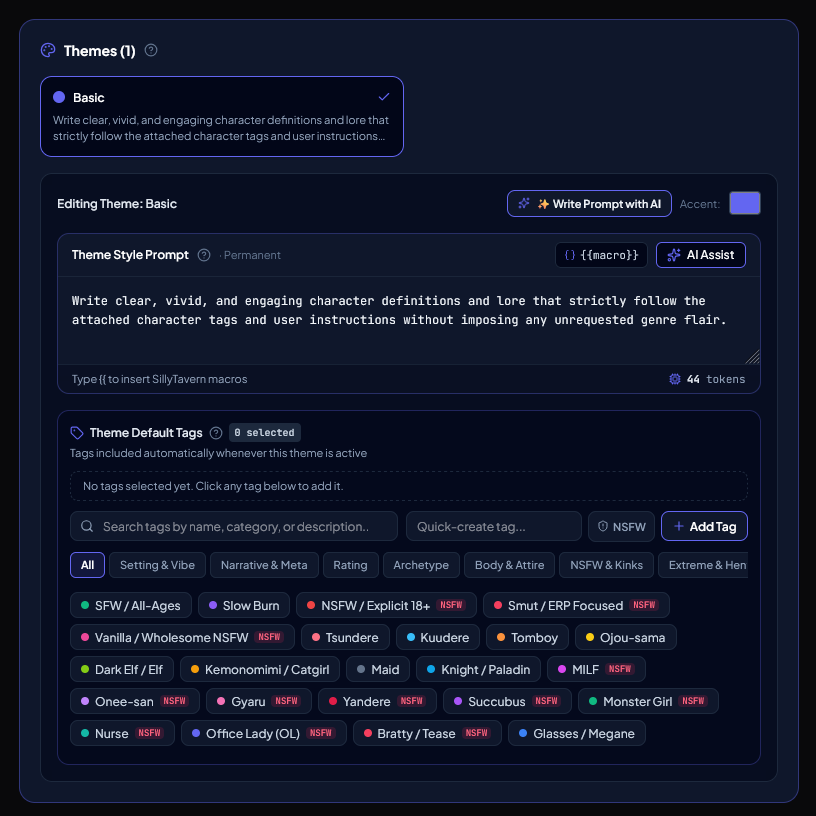 Themes (1)
Basic
Write clear, vivid, and engaging character definitions and lore that
strictly follow the attached character tags and user instructions...
Editing Theme: Basic
✨ Write Prompt with AI
Accent:
Theme Style Prompt
· Permanent
{} {{macro}}
AI Assist
Write clear, vivid, and engaging character definitions and lore that strictly follow the
attached character tags and user instructions without imposing any unrequested genre flair.
Type {{ to insert SillyTavern macros
44 tokens
Theme Default Tags
0 selected
Tags included automatically whenever this theme is active
No tags selected yet. Click any tag below to add it.
Search tags by name, category, or description..
Quick-create tag...
NSFW
+ Add Tag
All
Setting & Vibe
Narrative & Meta
Rating
Archetype
Body & Attire
NSFW & Kinks
Extreme & Hen
SFW / All-Ages
Slow Burn
NSFW / Explicit 18+ NSFW
Smut / ERP Focused NSFW
Vanilla / Wholesome NSFW NSFW
Tsundere
Kuudere
Tomboy
Ojou-sama
Dark Elf / Elf
Kemonomimi / Catgirl
Maid
Knight / Paladin
MILF NSFW
Onee-san NSFW
Gyaru NSFW
Yandere NSFW
Succubus NSFW
Monster Girl NSFW
Nurse NSFW
Office Lady (OL) NSFW
Bratty / Tease NSFW
Glasses / Megane